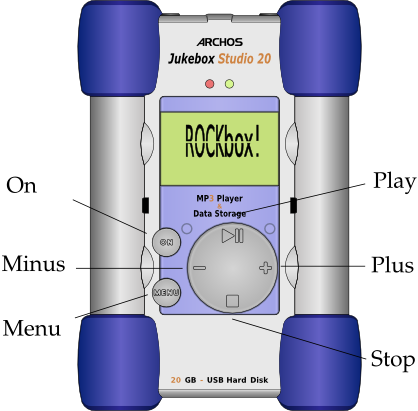 ARCHOS
Jukebox Studio 20
ROCKbox!
MP3 Player
&
Data Storage
On
Play
ON
Minus
Plus
MENU
Menu
Stop
20 GB - USB Hard Disk